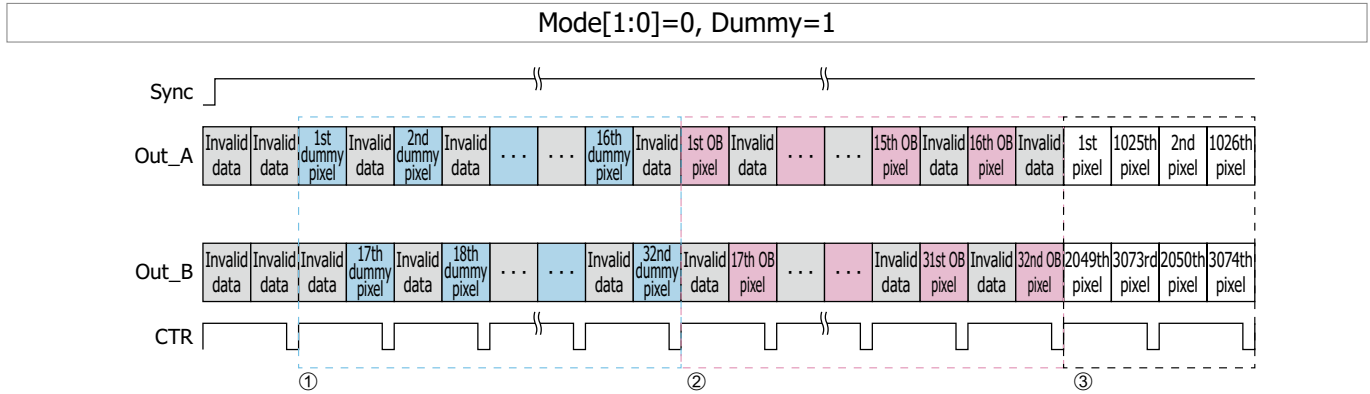 Mode[1:0]=0, Dummy=1
Sync
Out_A
Invalid data
Invalid data
1st dummy pixel
Invalid data
2nd dummy pixel
Invalid data
···
···
16th dummy pixel
Invalid data
1st OB pixel
Invalid data
···
···
15th OB pixel
Invalid data
16th OB pixel
Invalid data
1st pixel
1025th pixel
2nd pixel
1026th pixel
Out_B
Invalid data
Invalid data
Invalid data
17th dummy pixel
Invalid data
18th dummy pixel
···
···
Invalid data
32nd dummy pixel
Invalid data
17th OB pixel
···
···
Invalid data
31st OB pixel
Invalid data
32nd OB pixel
2049th pixel
3073rd pixel
2050th pixel
3074th pixel
CTR
① ② ③